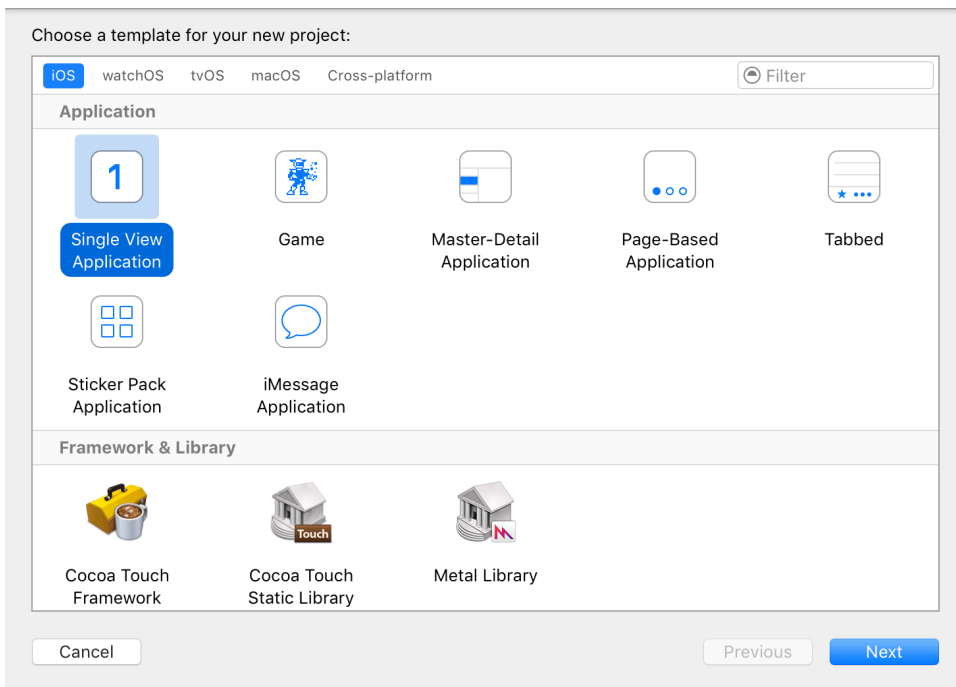 Choose a template for your new project:
iOS watchOS tvOS macOS Cross-platform Filter
Application
1
Single View
Application
Game
Master-Detail
Application
Page-Based
Application
Tabbed
Sticker Pack
Application
iMessage
Application
Framework & Library
Touch
Cocoa Touch
Framework
Cocoa Touch
Static Library
Metal Library
Cancel Previous Next